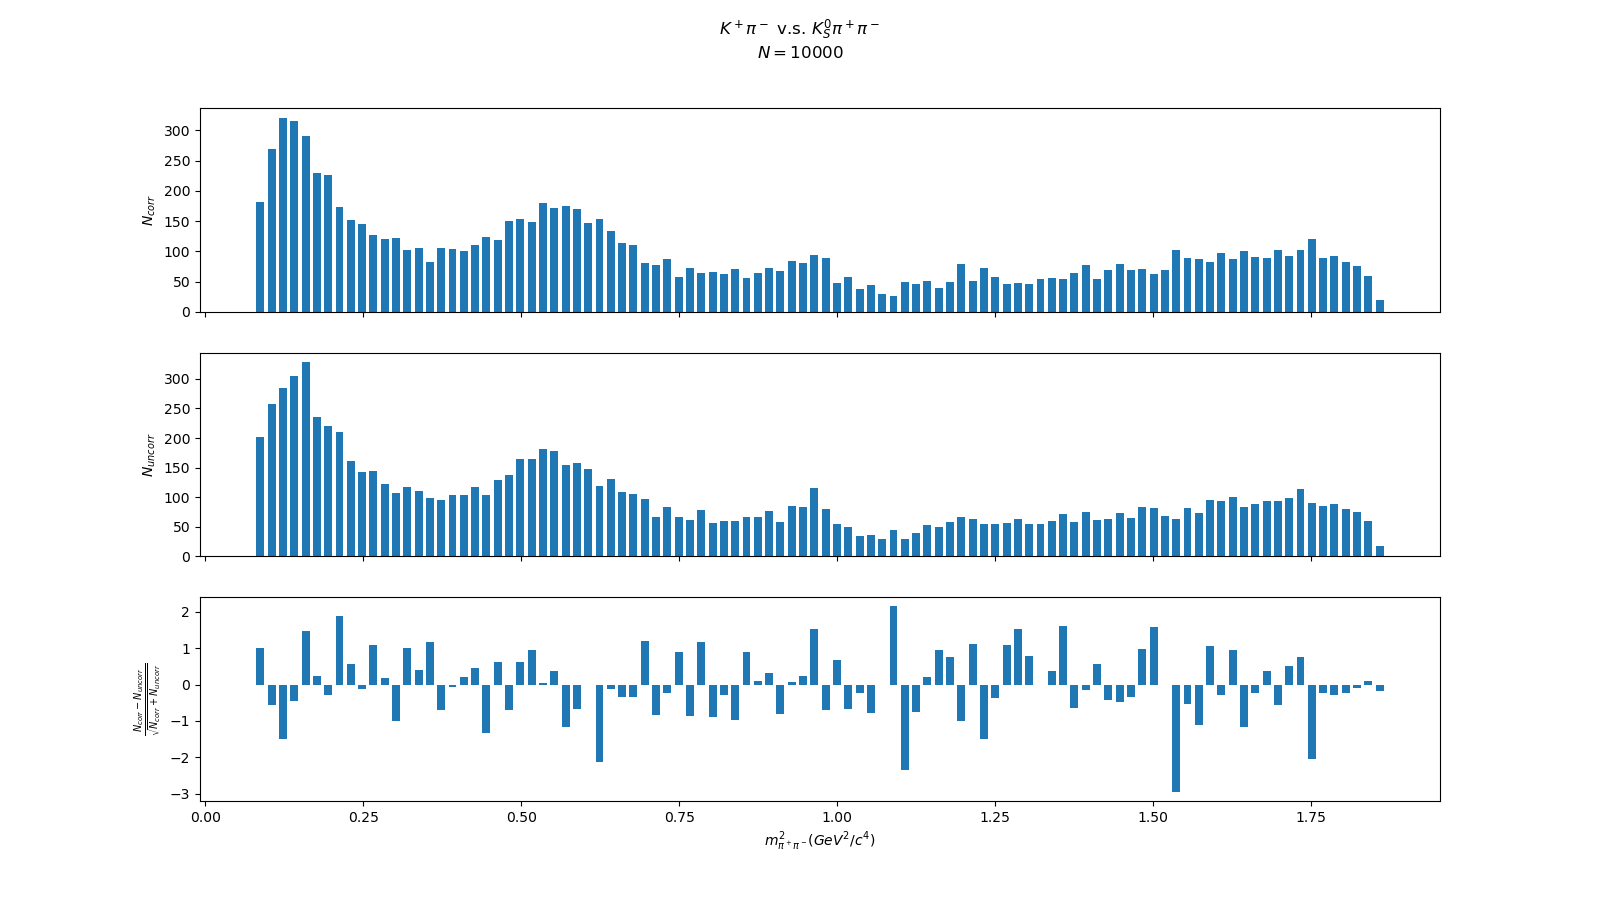 K⁺π⁻ v.s. K⁰_Sπ⁺π⁻
N = 10000
N_corr
300
250
200
150
100
50
0
N_uncorr
300
250
200
150
100
50
0
(N_corr − N_uncorr)/√(N_corr + N_uncorr)
2
1
0
−1
−2
−3
0.00 0.25 0.50 0.75 1.00 1.25 1.50 1.75
m²_π⁺π⁻(GeV²/c⁴)